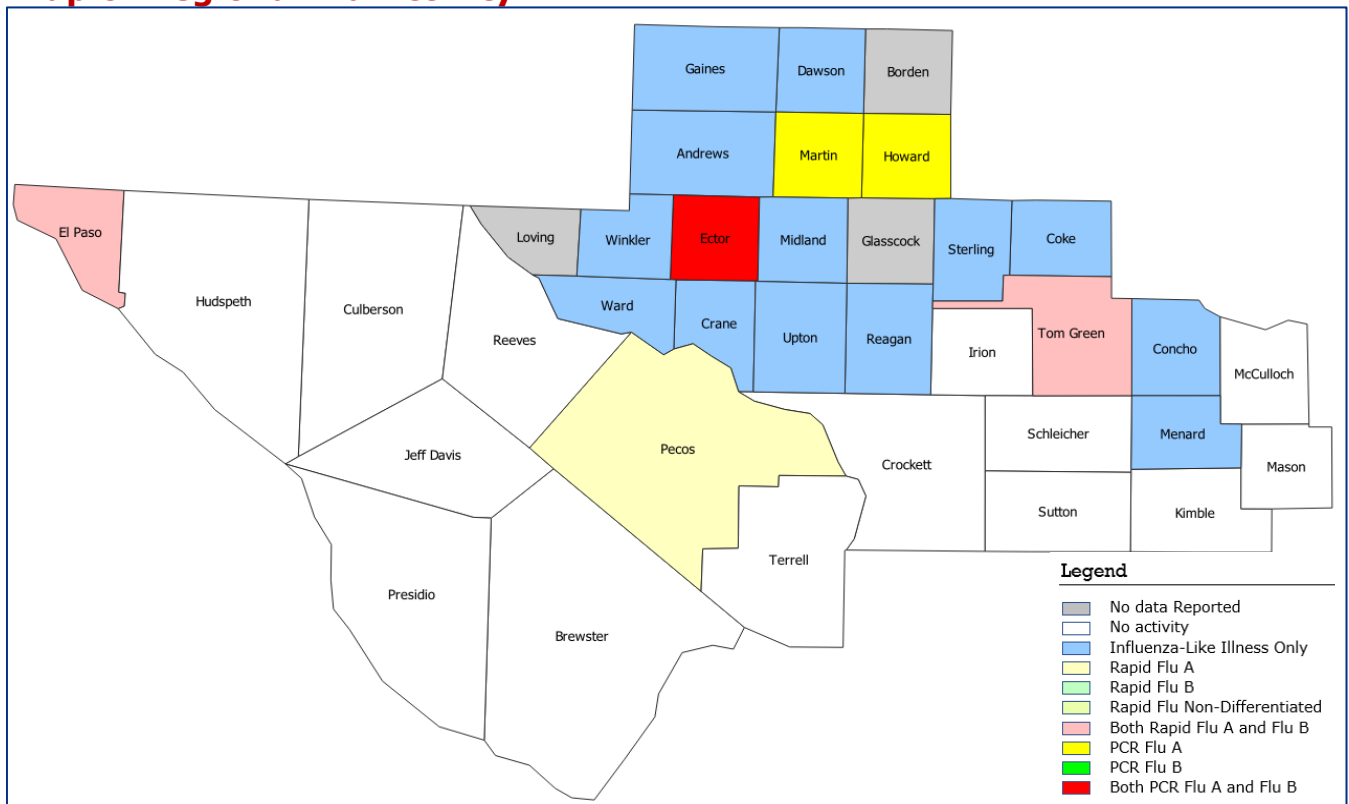 Gaines
Dawson
Borden
Andrews
Martin
Howard
El Paso
Loving
Winkler
Ector
Midland
Glasscock
Sterling
Coke
Hudspeth
Culberson
Reeves
Ward
Crane
Upton
Reagan
Irion
Tom Green
Concho
McCulloch
Jeff Davis
Pecos
Crockett
Schleicher
Menard
Mason
Sutton
Kimble
Terrell
Presidio
Brewster
Legend
No data Reported
No activity
Influenza-Like Illness Only
Rapid Flu A
Rapid Flu B
Rapid Flu Non-Differentiated
Both Rapid Flu A and Flu B
PCR Flu A
PCR Flu B
Both PCR Flu A and Flu B